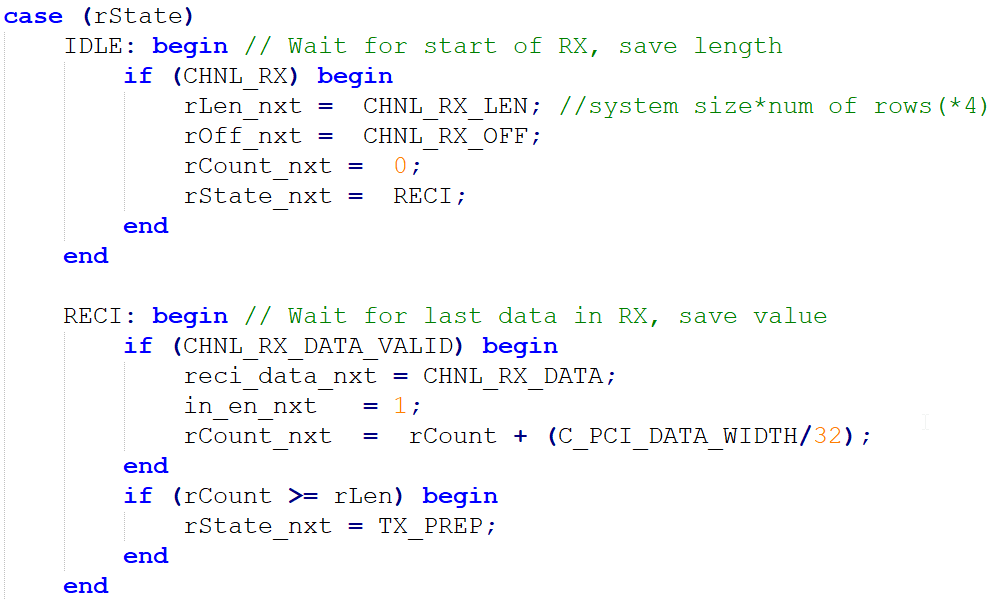 case (rState)
    IDLE: begin // Wait for start of RX, save length
        if (CHNL_RX) begin
            rLen_nxt =  CHNL_RX_LEN; //system size*num of rows(*4)
            rOff_nxt =  CHNL_RX_OFF;
            rCount_nxt =  0;
            rState_nxt =  RECI;
        end
    end

    RECI: begin // Wait for last data in RX, save value
        if (CHNL_RX_DATA_VALID) begin
            reci_data_nxt = CHNL_RX_DATA;
            in_en_nxt   = 1;
            rCount_nxt  =  rCount + (C_PCI_DATA_WIDTH/32);
        end
        if (rCount >= rLen) begin
            rState_nxt = TX_PREP;
        end
    end